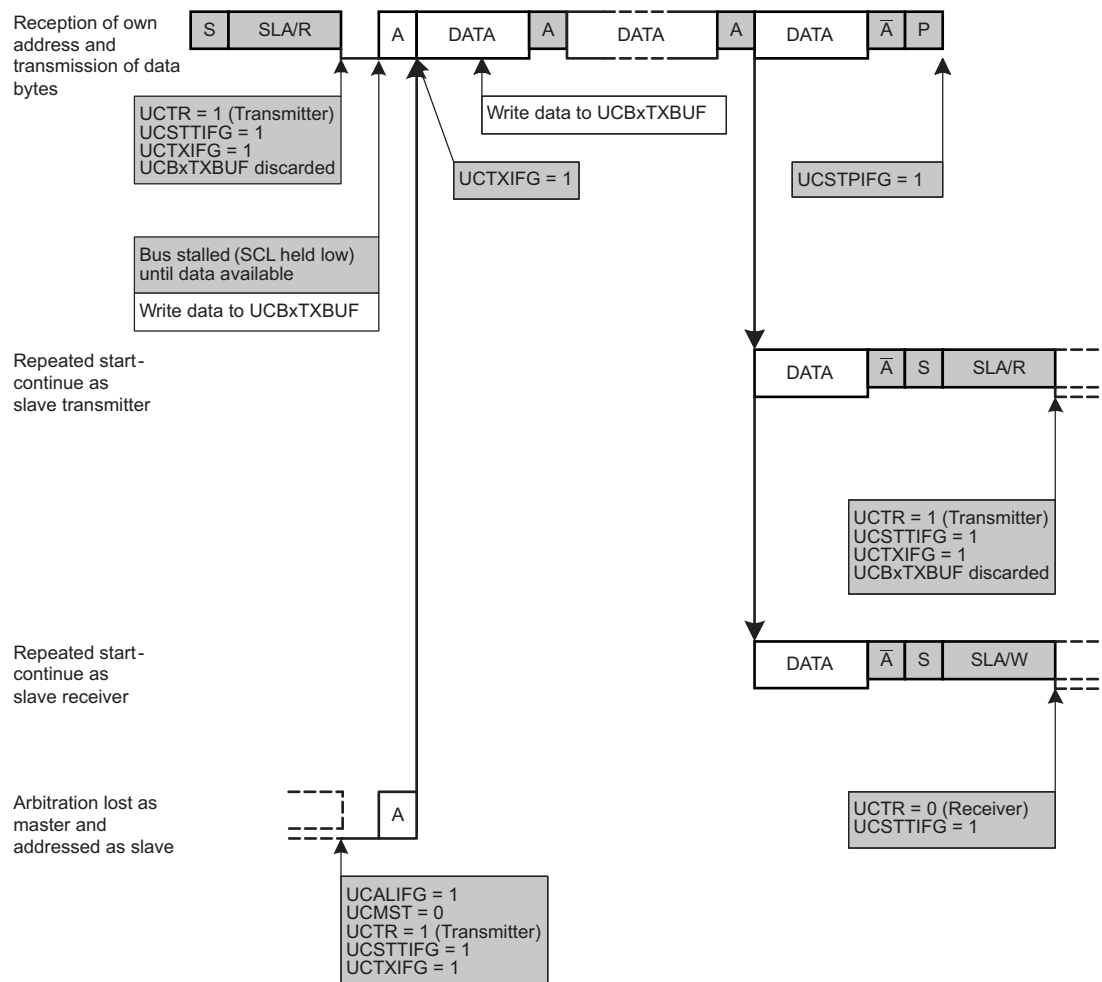 Reception of own
address and
transmission of data
bytes
S SLA/R A DATA A DATA A DATA A̅ P
UCTR = 1 (Transmitter)
UCSTTIFG = 1
UCTXIFG = 1
UCBxTXBUF discarded
Write data to UCBxTXBUF
UCTXIFG = 1
UCSTPIFG = 1
Bus stalled (SCL held low)
until data available
Write data to UCBxTXBUF
Repeated start-
continue as
slave transmitter
DATA A̅ S SLA/R
UCTR = 1 (Transmitter)
UCSTTIFG = 1
UCTXIFG = 1
UCBxTXBUF discarded
Repeated start-
continue as
slave receiver
DATA A̅ S SLA/W
UCTR = 0 (Receiver)
UCSTTIFG = 1
Arbitration lost as
master and
addressed as slave
A
UCALIFG = 1
UCMST = 0
UCTR = 1 (Transmitter)
UCSTTIFG = 1
UCTXIFG = 1